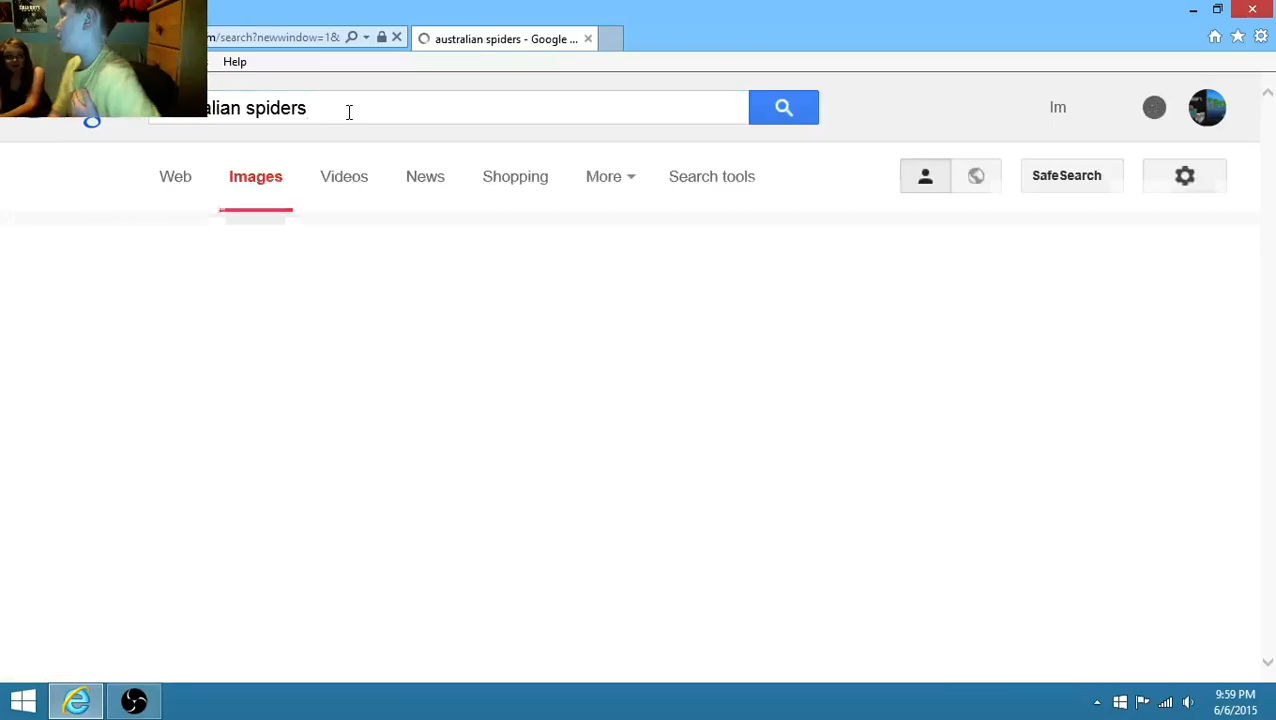 m/search?newwindow=1&
australian spiders - Google ...
Help
alian spiders
Im
Web Images Videos News Shopping More Search tools
SafeSearch
9:59 PM
6/6/2015